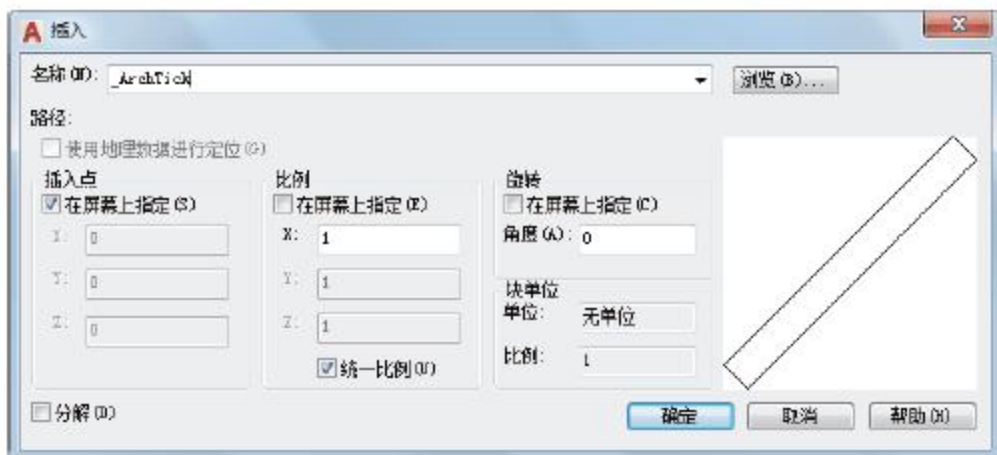 插入
名称(N): _ArchTick 浏览(B)...
路径:
使用地理数据进行定位(G)
插入点 比例 旋转
在屏幕上指定(S) 在屏幕上指定(E) 在屏幕上指定(C)
X: 0 X: 1 角度(A): 0
Y: 0 Y: 1 块单位
单位: 无单位
Z: 0 Z: 1 比例: 1
统一比例(U)
分解(D) 确定 取消 帮助(H)